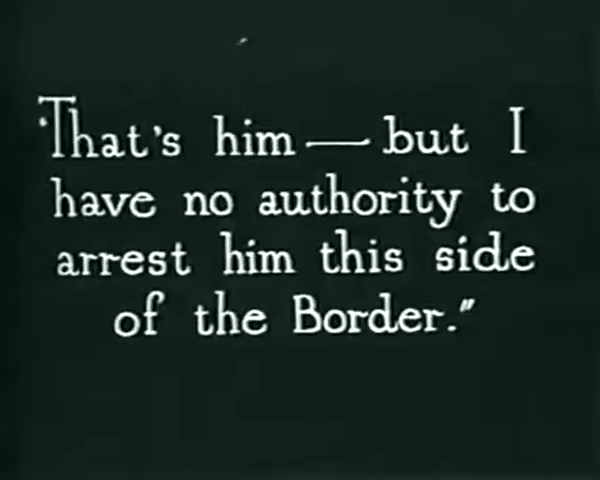 "That's him — but I
have no authority to
arrest him this side
of the Border."